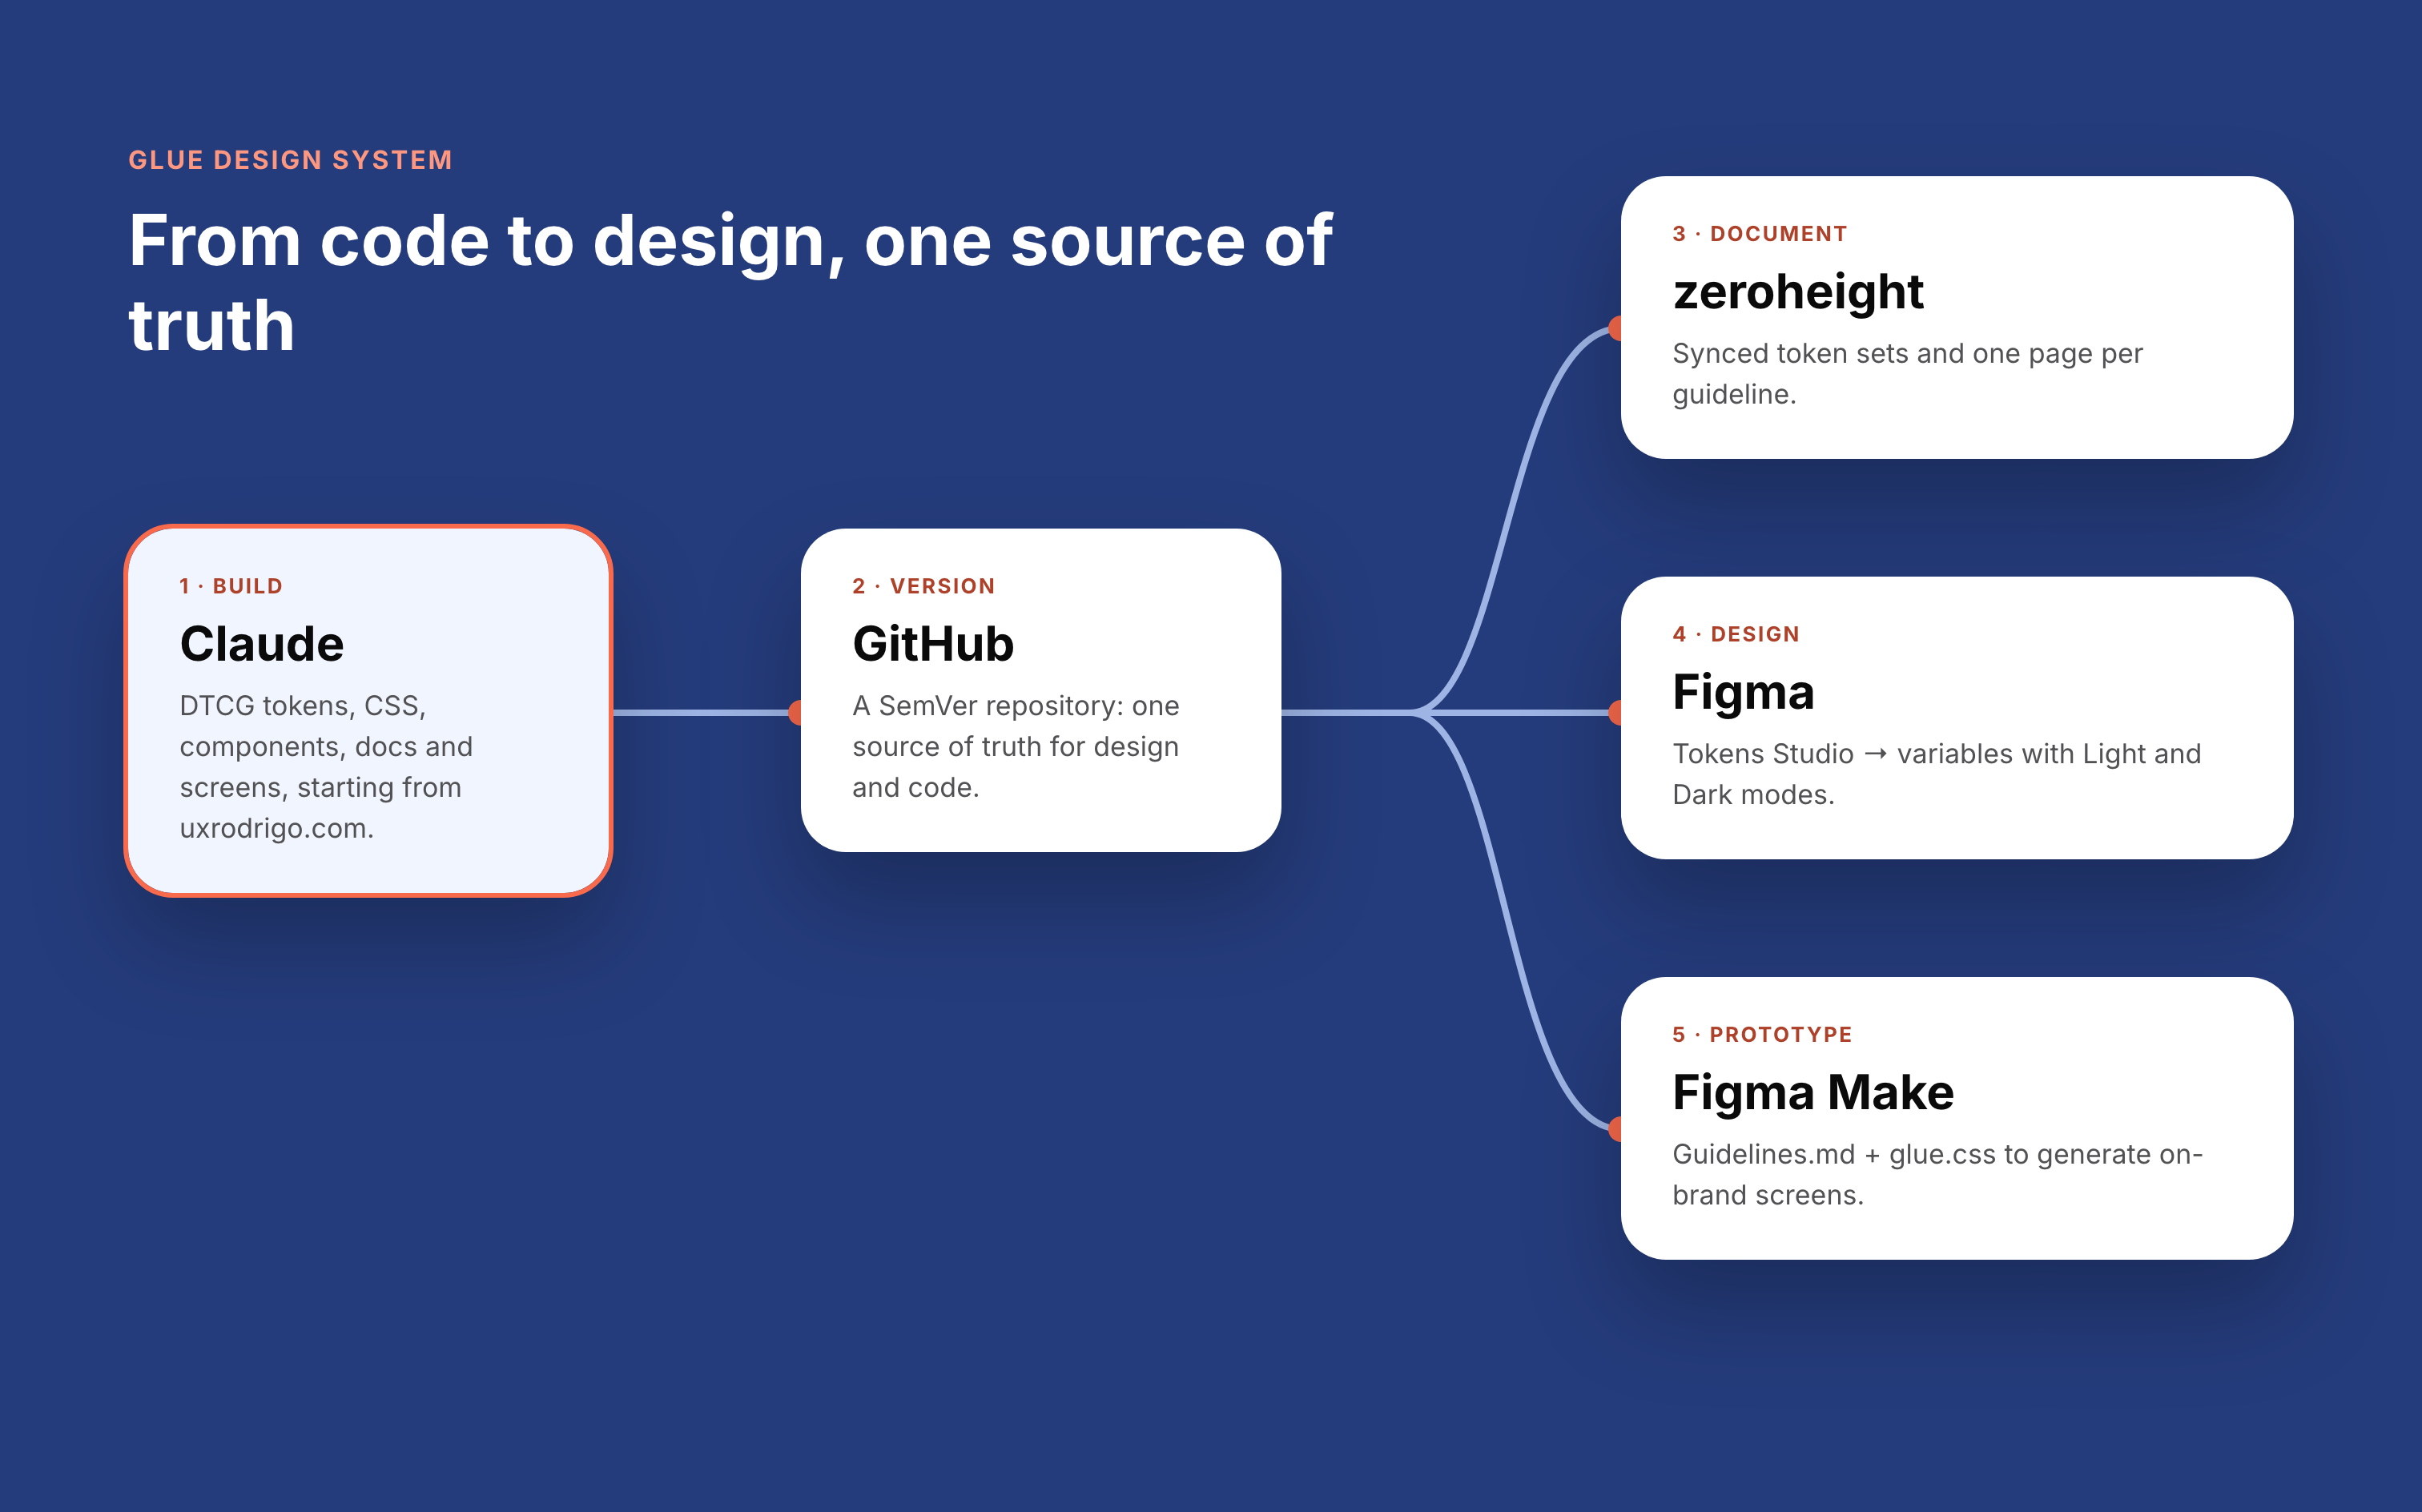 GLUE DESIGN SYSTEM
From code to design, one source of
truth
1 · BUILD
Claude
DTCG tokens, CSS,
components, docs and
screens, starting from
uxrodrigo.com.
2 · VERSION
GitHub
A SemVer repository: one
source of truth for design
and code.
3 · DOCUMENT
zeroheight
Synced token sets and one page per
guideline.
4 · DESIGN
Figma
Tokens Studio → variables with Light and
Dark modes.
5 · PROTOTYPE
Figma Make
Guidelines.md + glue.css to generate on-
brand screens.